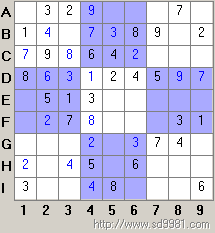 A 3 2 9 7
B 1 4 7 3 8 9 2
C 7 9 8 6 4 2
D 8 6 3 1 2 4 5 9 7
E 5 1 3
F 2 7 8 3 1
G 2 3 7 4
H 2 4 5 6
I 3 4 8 6
1 2 3 4 5 6 7 8 9
http://www.sd9981.com